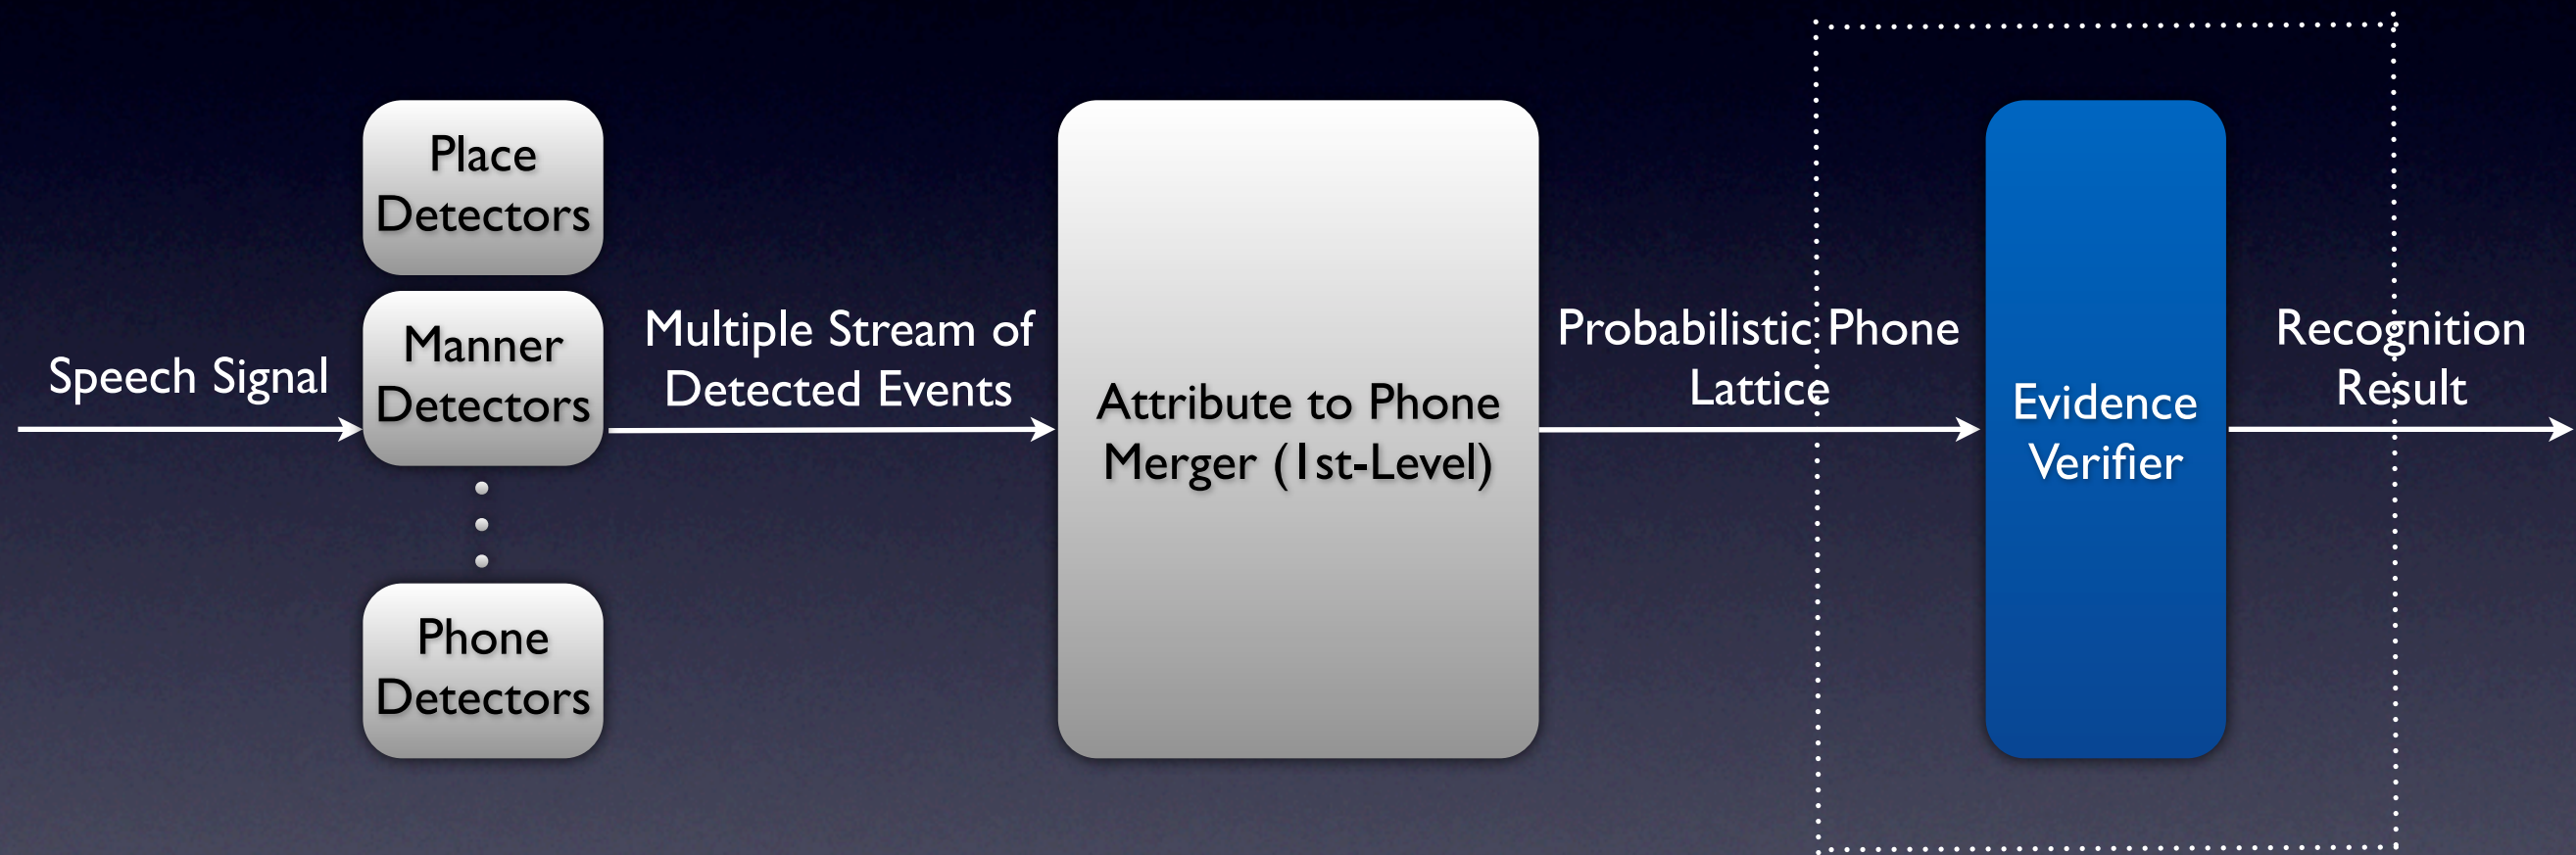 Speech Signal
Place
Detectors
Manner
Detectors
Phone
Detectors
Multiple Stream of
Detected Events
Attribute to Phone
Merger (1st-Level)
Probabilistic Phone
Lattice
Evidence
Verifier
Recognition
Result